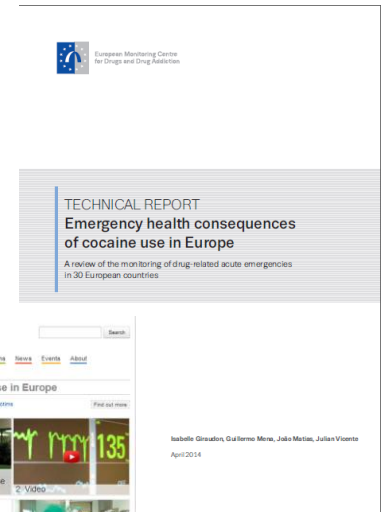 European Monitoring Centre
for Drugs and Drug Addiction
TECHNICAL REPORT
Emergency health consequences
of cocaine use in Europe
A review of the monitoring of drug-related acute emergencies
in 30 European countries
Search
News Events About
e in Europe
Find out more
135
2. Video
Isabelle Giraudon, Guillermo Mena, João Matias, Julian Vicente
April 2014